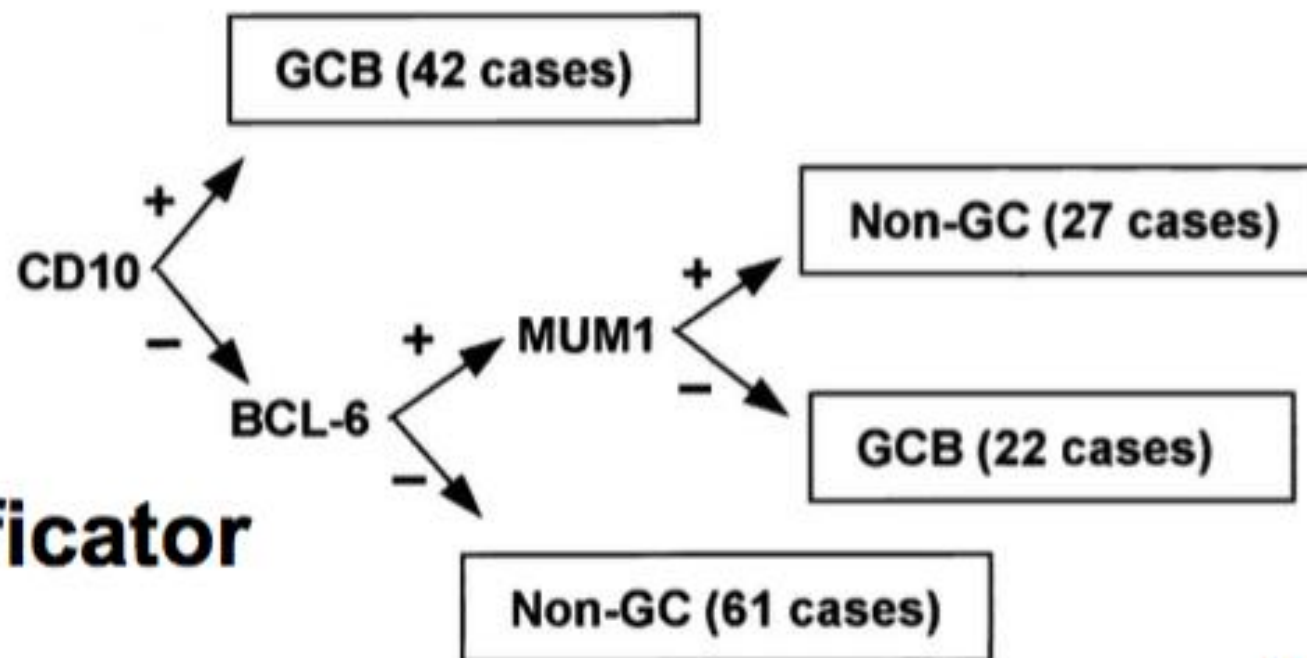 GCB (42 cases)
+
Non-GC (27 cases)
CD10
+
−
+
MUM1
−
BCL-6
GCB (22 cases)
−
ficator
Non-GC (61 cases)